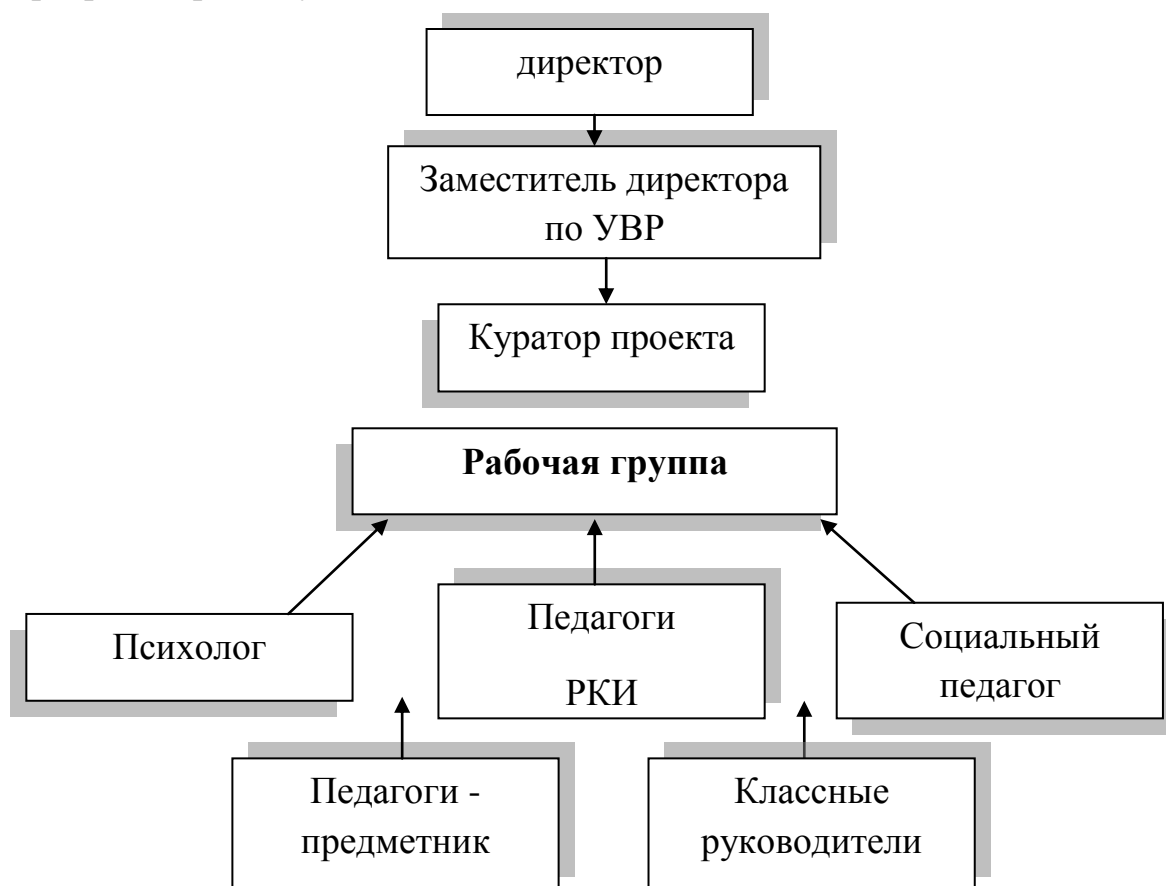 директор
Заместитель директора
по УВР
Куратор проекта
Рабочая группа
Психолог
Педагоги
РКИ
Социальный
педагог
Педагоги -
предметник
Классные
руководители